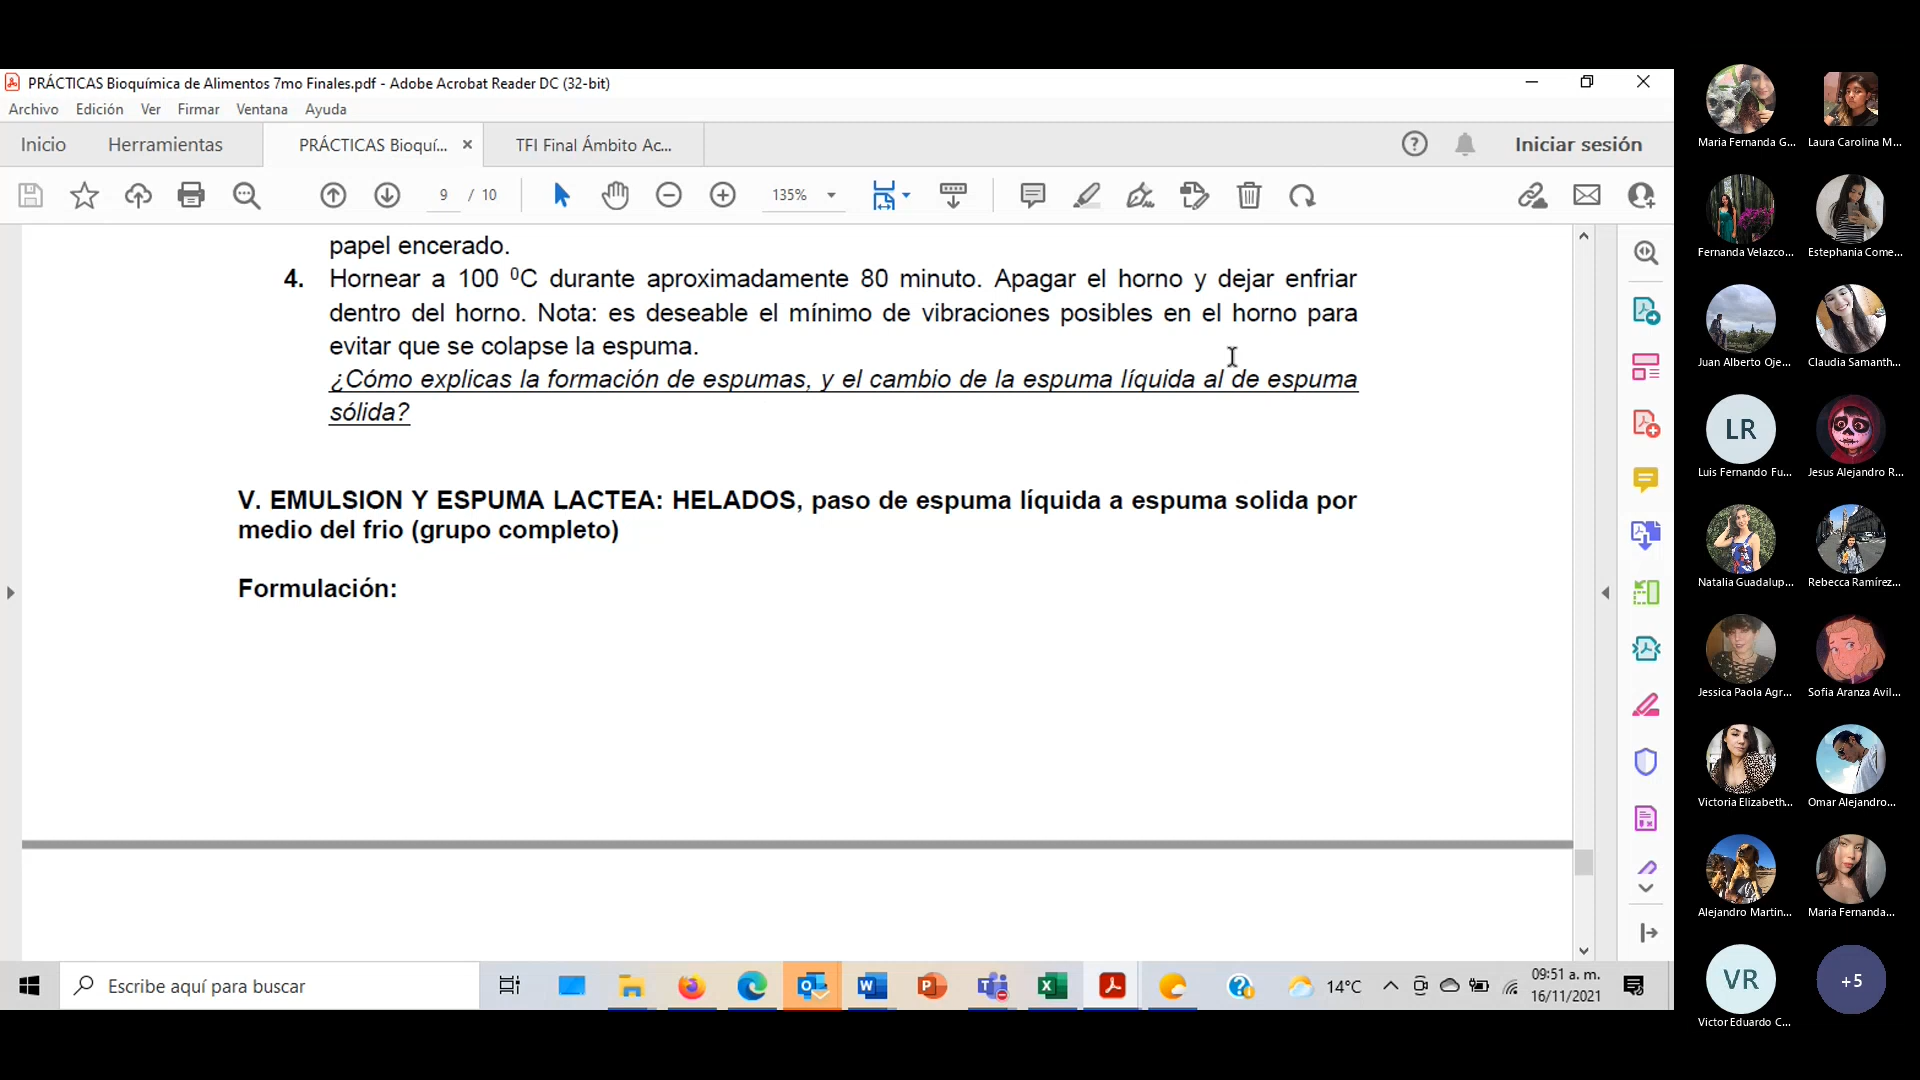 PRÁCTICAS Bioquímica de Alimentos 7mo Finales.pdf - Adobe Acrobat Reader DC (32-bit)
Archivo Edición Ver Firmar Ventana Ayuda
Inicio Herramientas PRÁCTICAS Bioquí... × TFI Final Ámbito Ac... Iniciar sesión
9 / 10 135%
papel encerado.
4. Hornear a 100 ⁰C durante aproximadamente 80 minuto. Apagar el horno y dejar enfriar
dentro del horno. Nota: es deseable el mínimo de vibraciones posibles en el horno para
evitar que se colapse la espuma.
¿Cómo explicas la formación de espumas, y el cambio de la espuma líquida al de espuma
sólida?
V. EMULSION Y ESPUMA LACTEA: HELADOS, paso de espuma líquida a espuma solida por
medio del frio (grupo completo)
Formulación:
Escribe aquí para buscar
14°C
09:51 a. m.
16/11/2021
Maria Fernanda G... Laura Carolina M...
Fernanda Velazco... Estephania Come...
Juan Alberto Oje... Claudia Samanth...
LR
Luis Fernando Fu... Jesus Alejandro R...
Natalia Guadalup... Rebecca Ramírez...
Jessica Paola Agr... Sofia Aranza Avil...
Victoria Elizabeth... Omar Alejandro...
Alejandro Martin... Maria Fernanda...
VR +5
Victor Eduardo C...